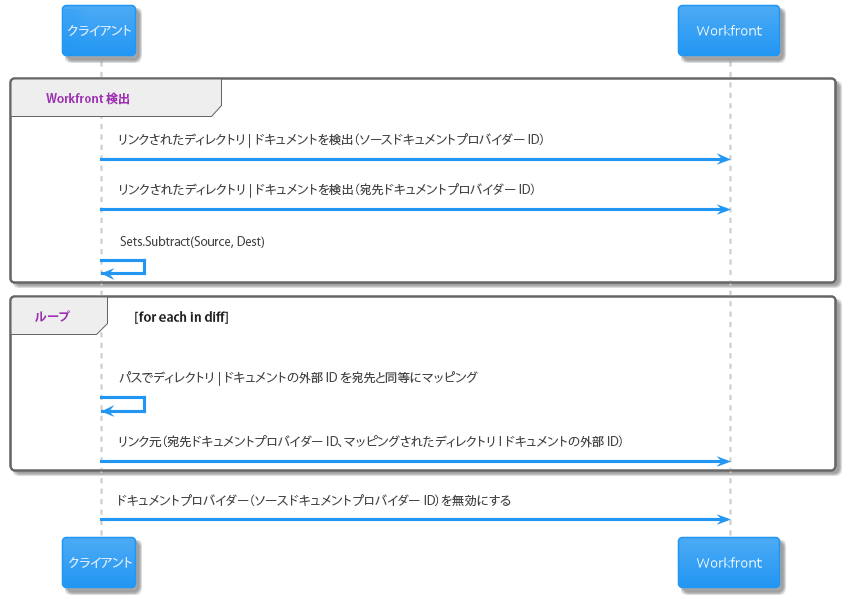 クライアント
Workfront
Workfront 検出
リンクされたディレクトリ | ドキュメントを検出（ソースドキュメントプロバイダー ID）
リンクされたディレクトリ | ドキュメントを検出（宛先ドキュメントプロバイダー ID）
Sets.Subtract(Source, Dest)
ループ
[for each in diff]
パスでディレクトリ | ドキュメントの外部 ID を宛先と同等にマッピング
リンク元（宛先ドキュメントプロバイダー ID、マッピングされたディレクトリ I ドキュメントの外部 ID）
ドキュメントプロバイダー（ソースドキュメントプロバイダー ID）を無効にする
クライアント
Workfront